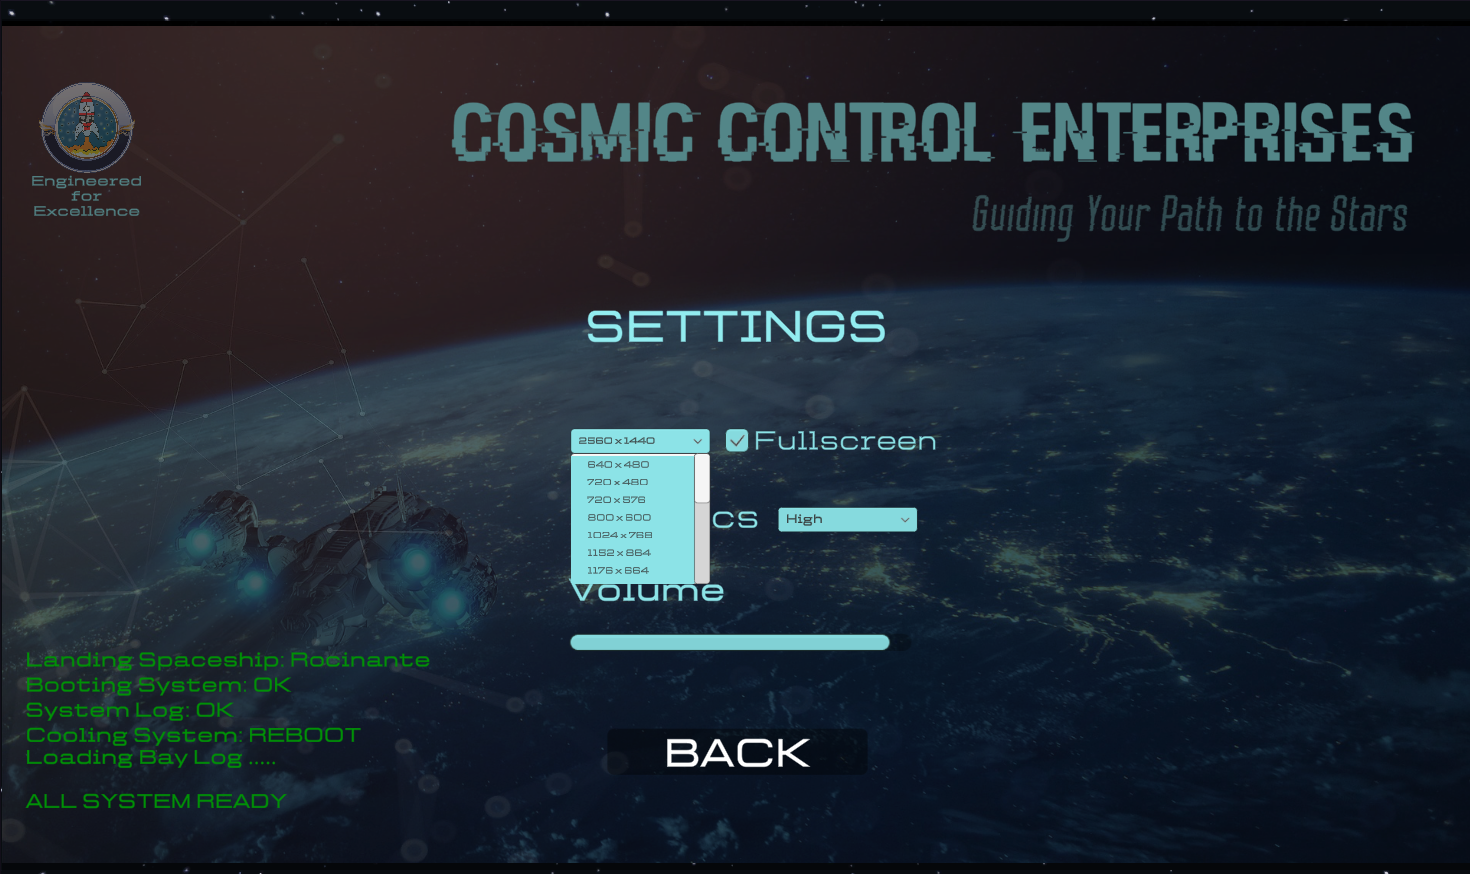 COSMIC CONTROL ENTERPRISES
Guiding Your Path to the Stars
Engineered
for
Excellence
SETTINGS
2560 x 1440
Fullscreen
640 x 480
720 x 480
720 x 576
800 x 600
1024 x 768
1152 x 864
1176 x 664
cs
High
Volume
Landing Spaceship: Rocinante
Booting System: OK
System Log: OK
Cooling System: REBOOT
Loading Bay Log .....
ALL SYSTEM READY
BACK